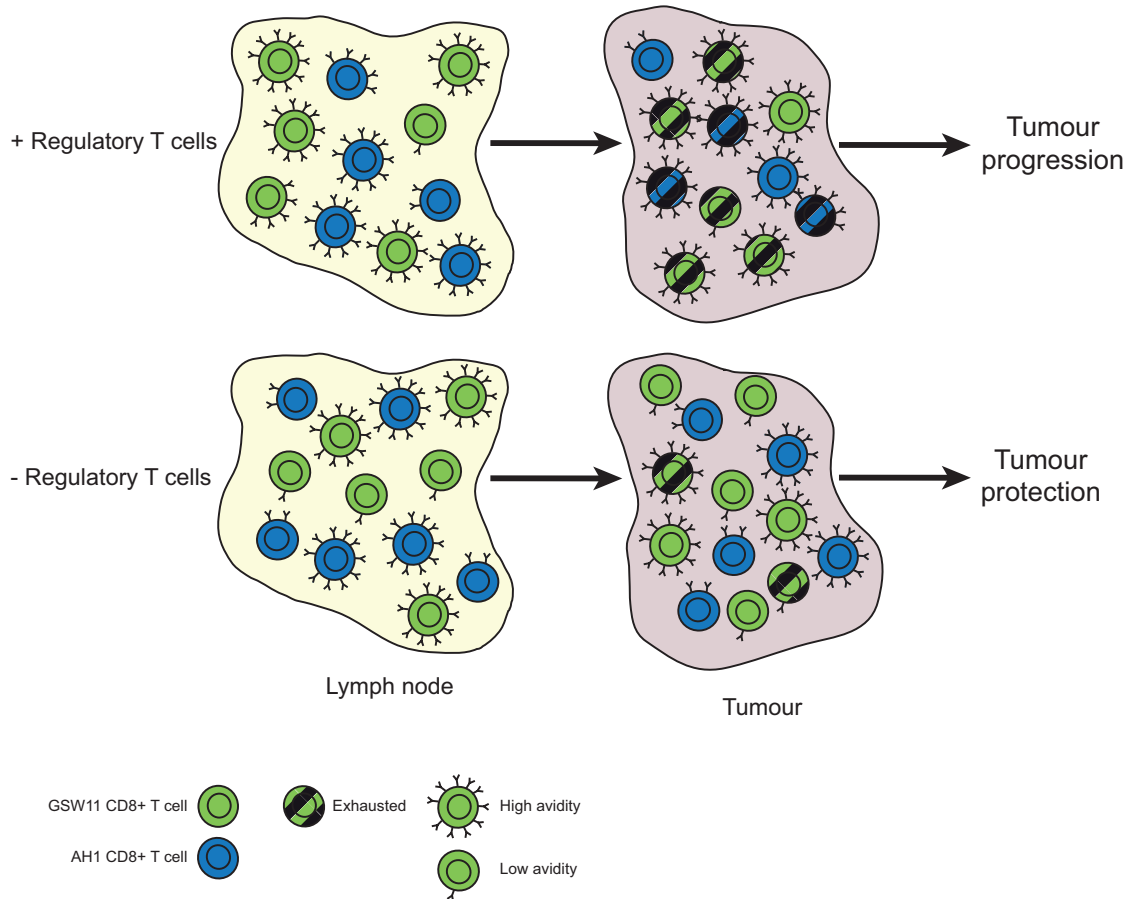 + Regulatory T cells
Tumour
progression
- Regulatory T cells
Tumour
protection
Lymph node
Tumour
GSW11 CD8+ T cell
Exhausted
High avidity
AH1 CD8+ T cell
Low avidity